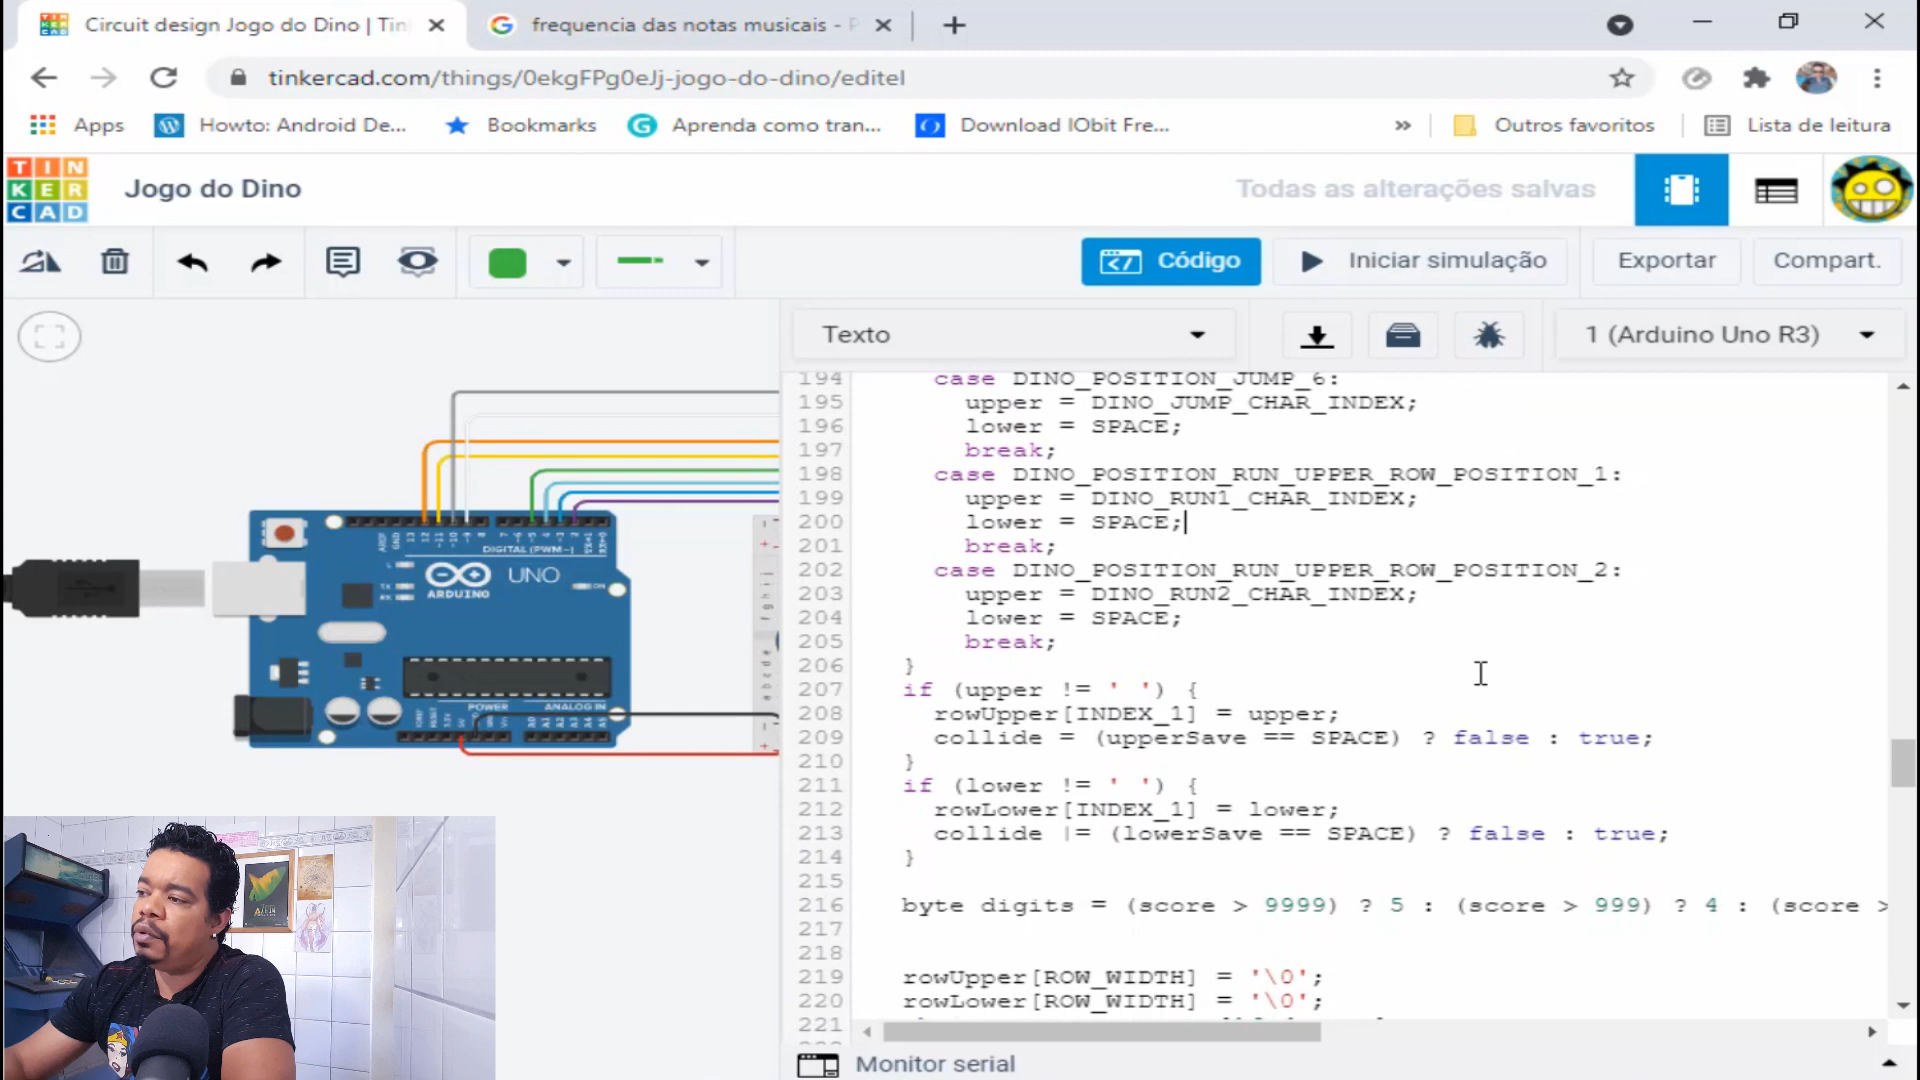 Circuit design Jogo do Dino | Tin
frequencia das notas musicais - P
tinkercad.com/things/0ekgFPg0eJj-jogo-do-dino/editel
Apps
Howto: Android De...
Bookmarks
Aprenda como tran...
Download IObit Fre...
»
Outros favoritos
Lista de leitura
TIN
KER
CAD
Jogo do Dino
Todas as alterações salvas
Código
Iniciar simulação
Exportar
Compart.
Texto
1 (Arduino Uno R3)
194 case DINO_POSITION_JUMP_6:
195 upper = DINO_JUMP_CHAR_INDEX;
196 lower = SPACE;
197 break;
198 case DINO_POSITION_RUN_UPPER_ROW_POSITION_1:
199 upper = DINO_RUN1_CHAR_INDEX;
200 lower = SPACE;
201 break;
202 case DINO_POSITION_RUN_UPPER_ROW_POSITION_2:
203 upper = DINO_RUN2_CHAR_INDEX;
204 lower = SPACE;
205 break;
206 }
207 if (upper != ' ') {
208 rowUpper[INDEX_1] = upper;
209 collide = (upperSave == SPACE) ? false : true;
210 }
211 if (lower != ' ') {
212 rowLower[INDEX_1] = lower;
213 collide |= (lowerSave == SPACE) ? false : true;
214 }
215
216 byte digits = (score > 9999) ? 5 : (score > 999) ? 4 : (score >
217
218
219 rowUpper[ROW_WIDTH] = '\0';
220 rowLower[ROW_WIDTH] = '\0';
221
DIGITAL (PWM~)
UNO
ARDUINO
POWER
ANALOG IN
Monitor serial